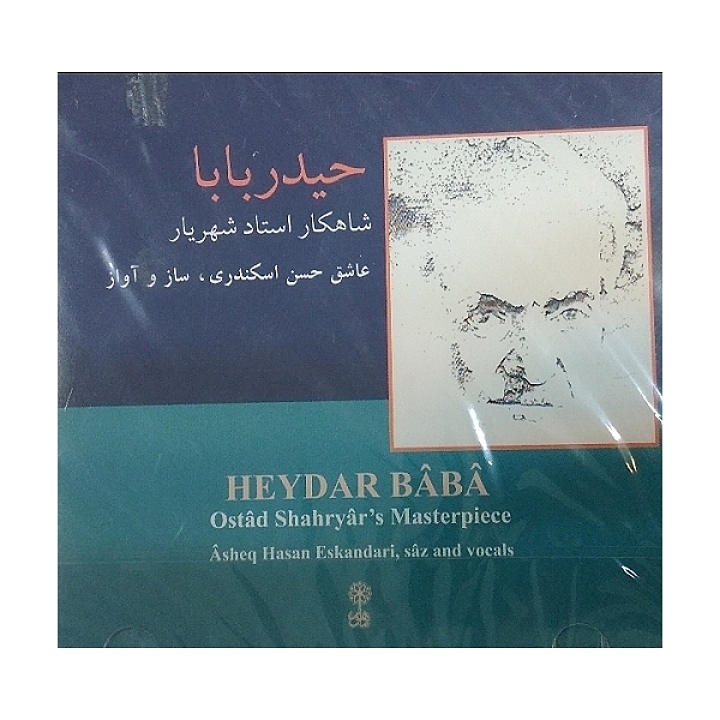 حیدربابا
شاهکار استاد شهریار
عاشق حسن اسکندری، ساز و آواز
HEYDAR BÂBÂ
Ostâd Shahryâr's Masterpiece
Âsheq Hasan Eskandari, sâz and vocals
ماهور